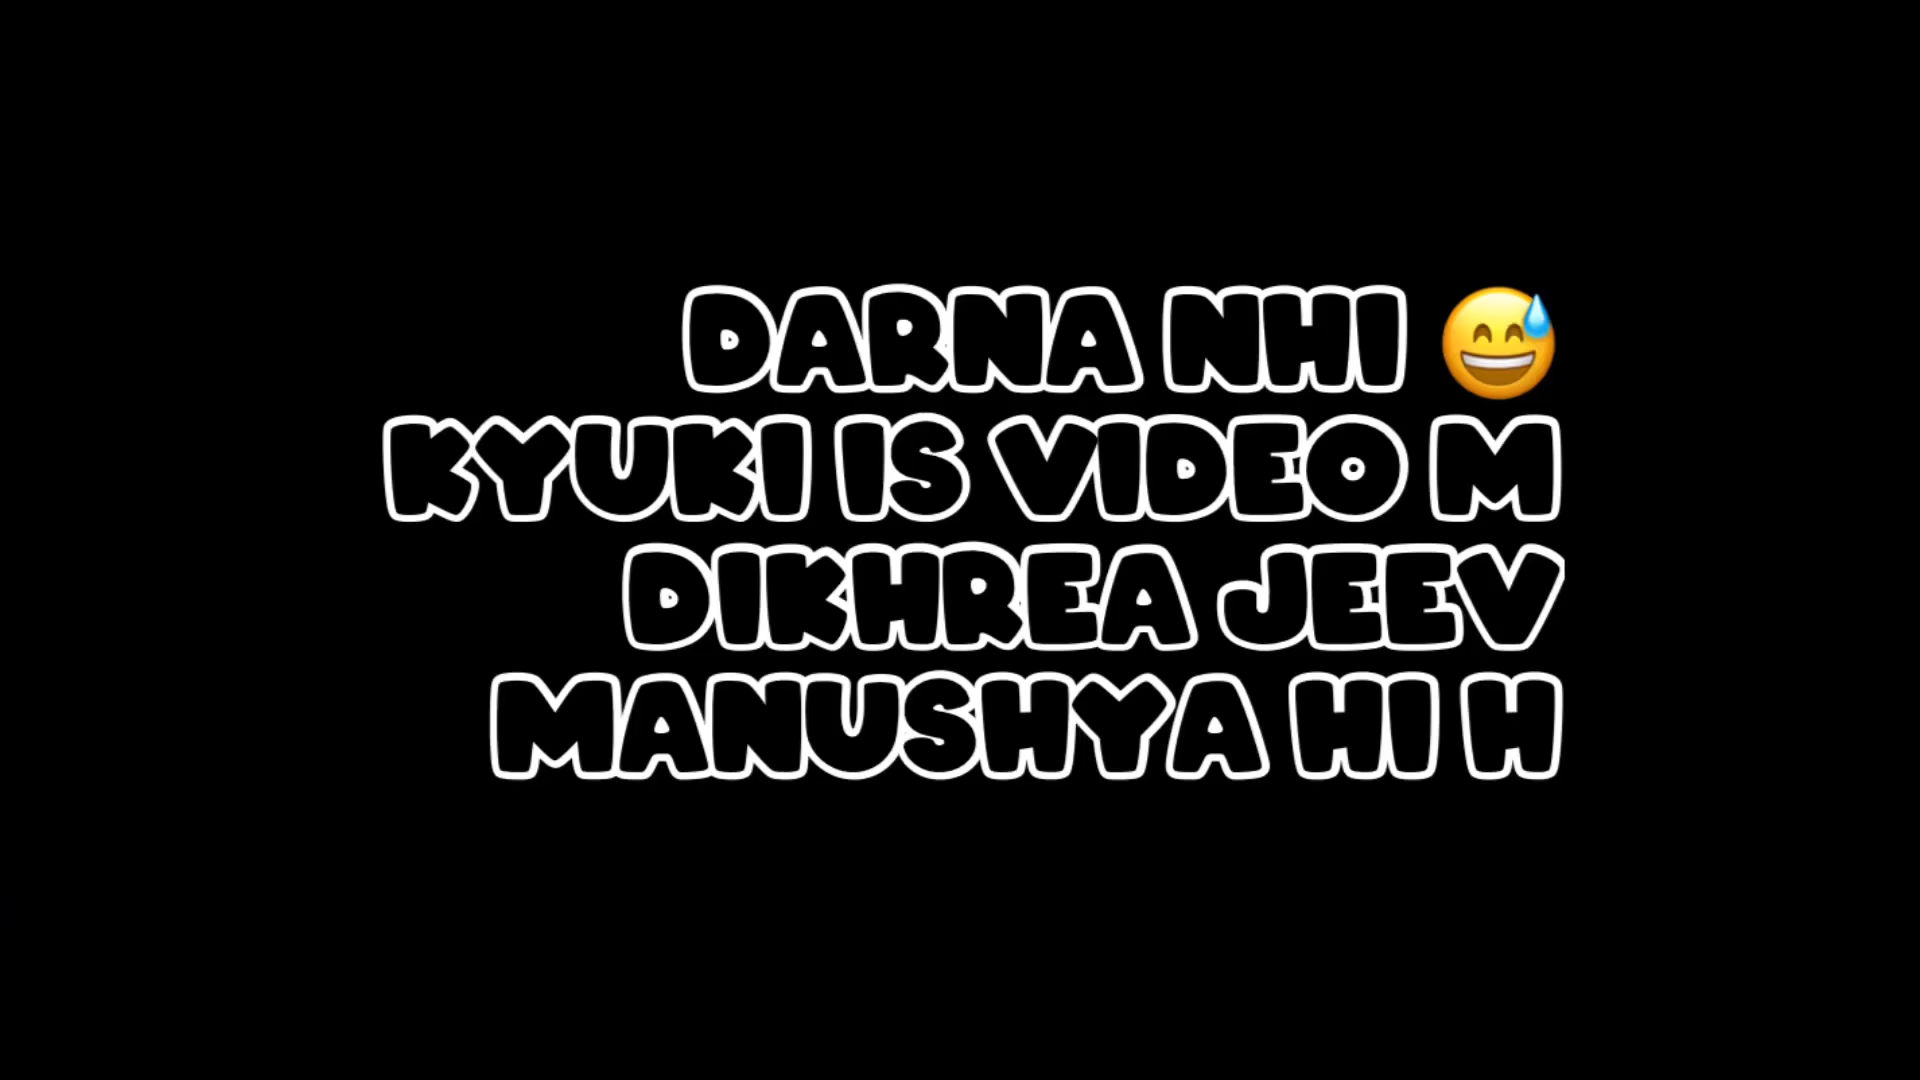 DARNA NHI 😅
KYUKI IS VIDEO M
DIKHREA JEEV
MANUSHYA HI H